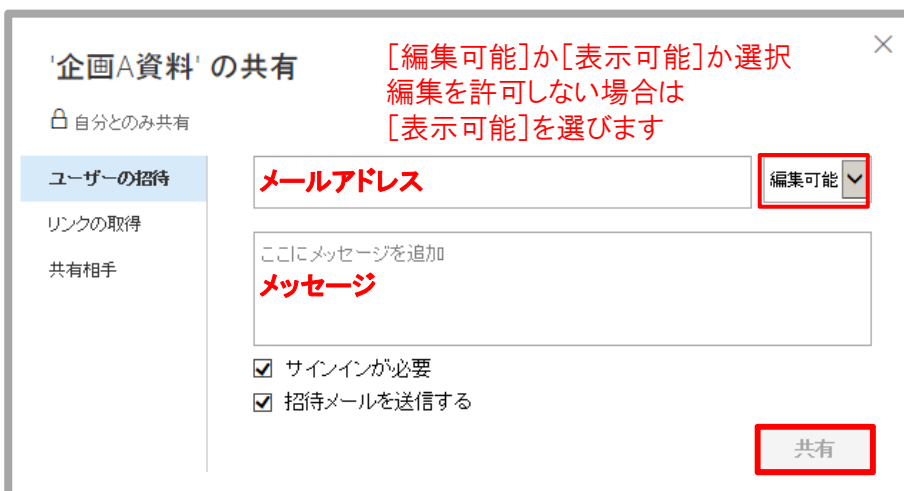 '企画A資料' の共有
［編集可能］か［表示可能］か選択
編集を許可しない場合は
［表示可能］を選びます
自分とのみ共有
ユーザーの招待
リンクの取得
共有相手
メールアドレス
編集可能
ここにメッセージを追加
メッセージ
サインインが必要
招待メールを送信する
共有